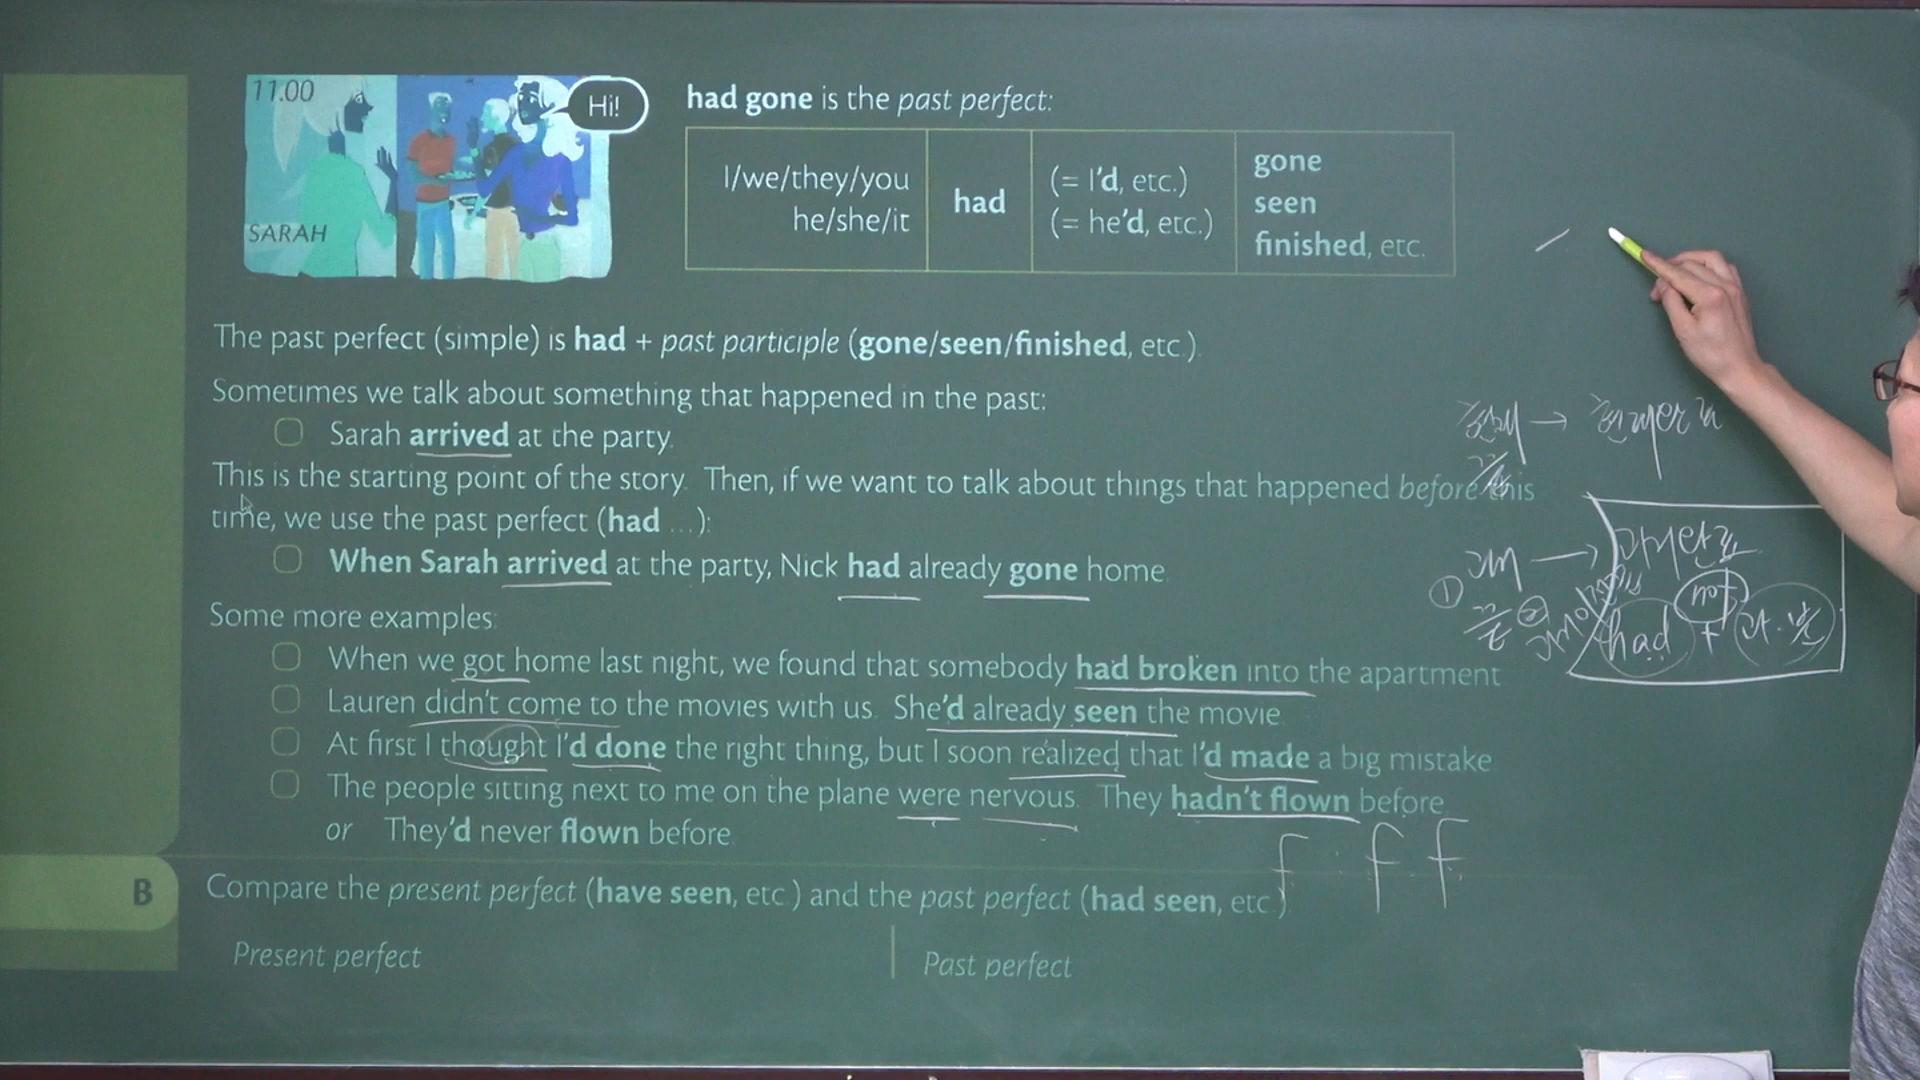 11.00
Hi!
SARAH
had gone is the past perfect:
I/we/they/you
he/she/it
had
(= I'd, etc.)
(= he'd, etc.)
gone
seen
finished, etc.
The past perfect (simple) is had + past participle (gone/seen/finished, etc.).
Sometimes we talk about something that happened in the past:
Sarah arrived at the party.
This is the starting point of the story. Then, if we want to talk about things that happened before this
time, we use the past perfect (had ...):
When Sarah arrived at the party, Nick had already gone home.
Some more examples:
When we got home last night, we found that somebody had broken into the apartment.
Lauren didn't come to the movies with us. She'd already seen the movie.
At first I thought I'd done the right thing, but I soon realized that I'd made a big mistake.
The people sitting next to me on the plane were nervous. They hadn't flown before.
or They'd never flown before.
B
Compare the present perfect (have seen, etc.) and the past perfect (had seen, etc.).
Present perfect
Past perfect
→
→
①
②
had + not
f f f